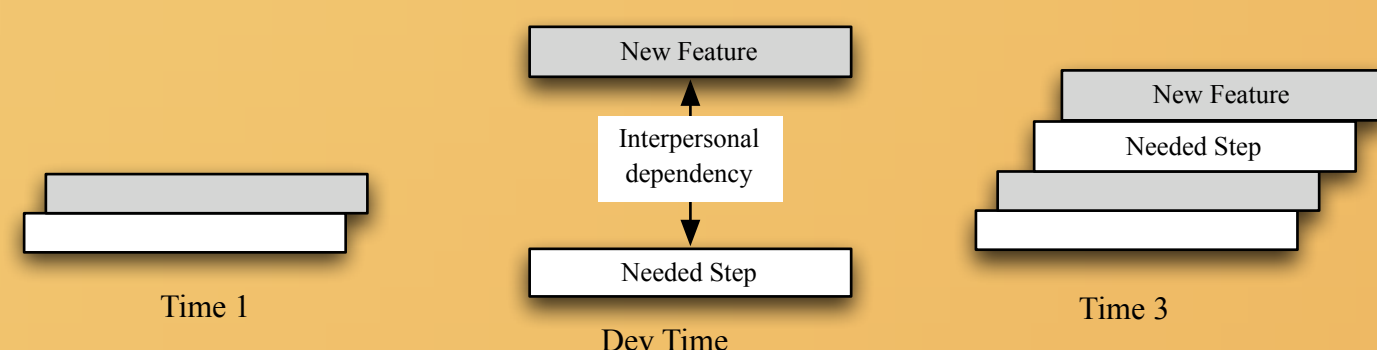 New Feature
Interpersonal
dependency
Needed Step
New Feature
Needed Step
Time 1
Dev Time
Time 3